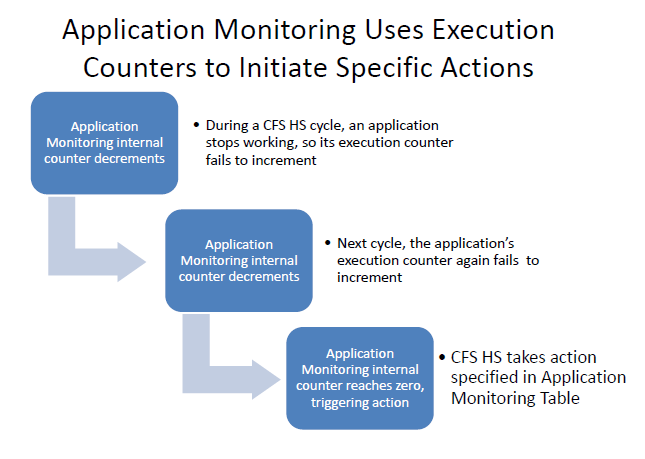 Application Monitoring Uses Execution
Counters to Initiate Specific Actions
Application
Monitoring internal
counter decrements
• During a CFS HS cycle, an application
stops working, so its execution counter
fails to increment
Application
Monitoring internal
counter decrements
• Next cycle, the application's
execution counter again fails to
increment
Application
Monitoring internal
counter reaches zero,
triggering action
• CFS HS takes action
specified in Application
Monitoring Table